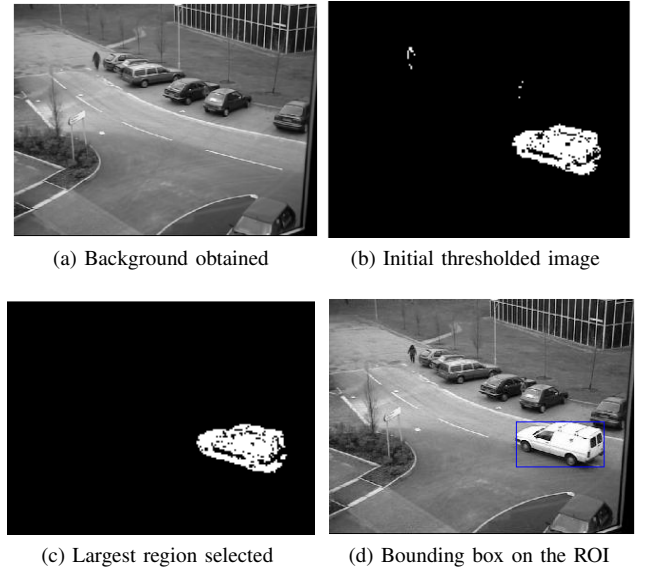 (a) Background obtained
(b) Initial thresholded image
(c) Largest region selected
(d) Bounding box on the ROI